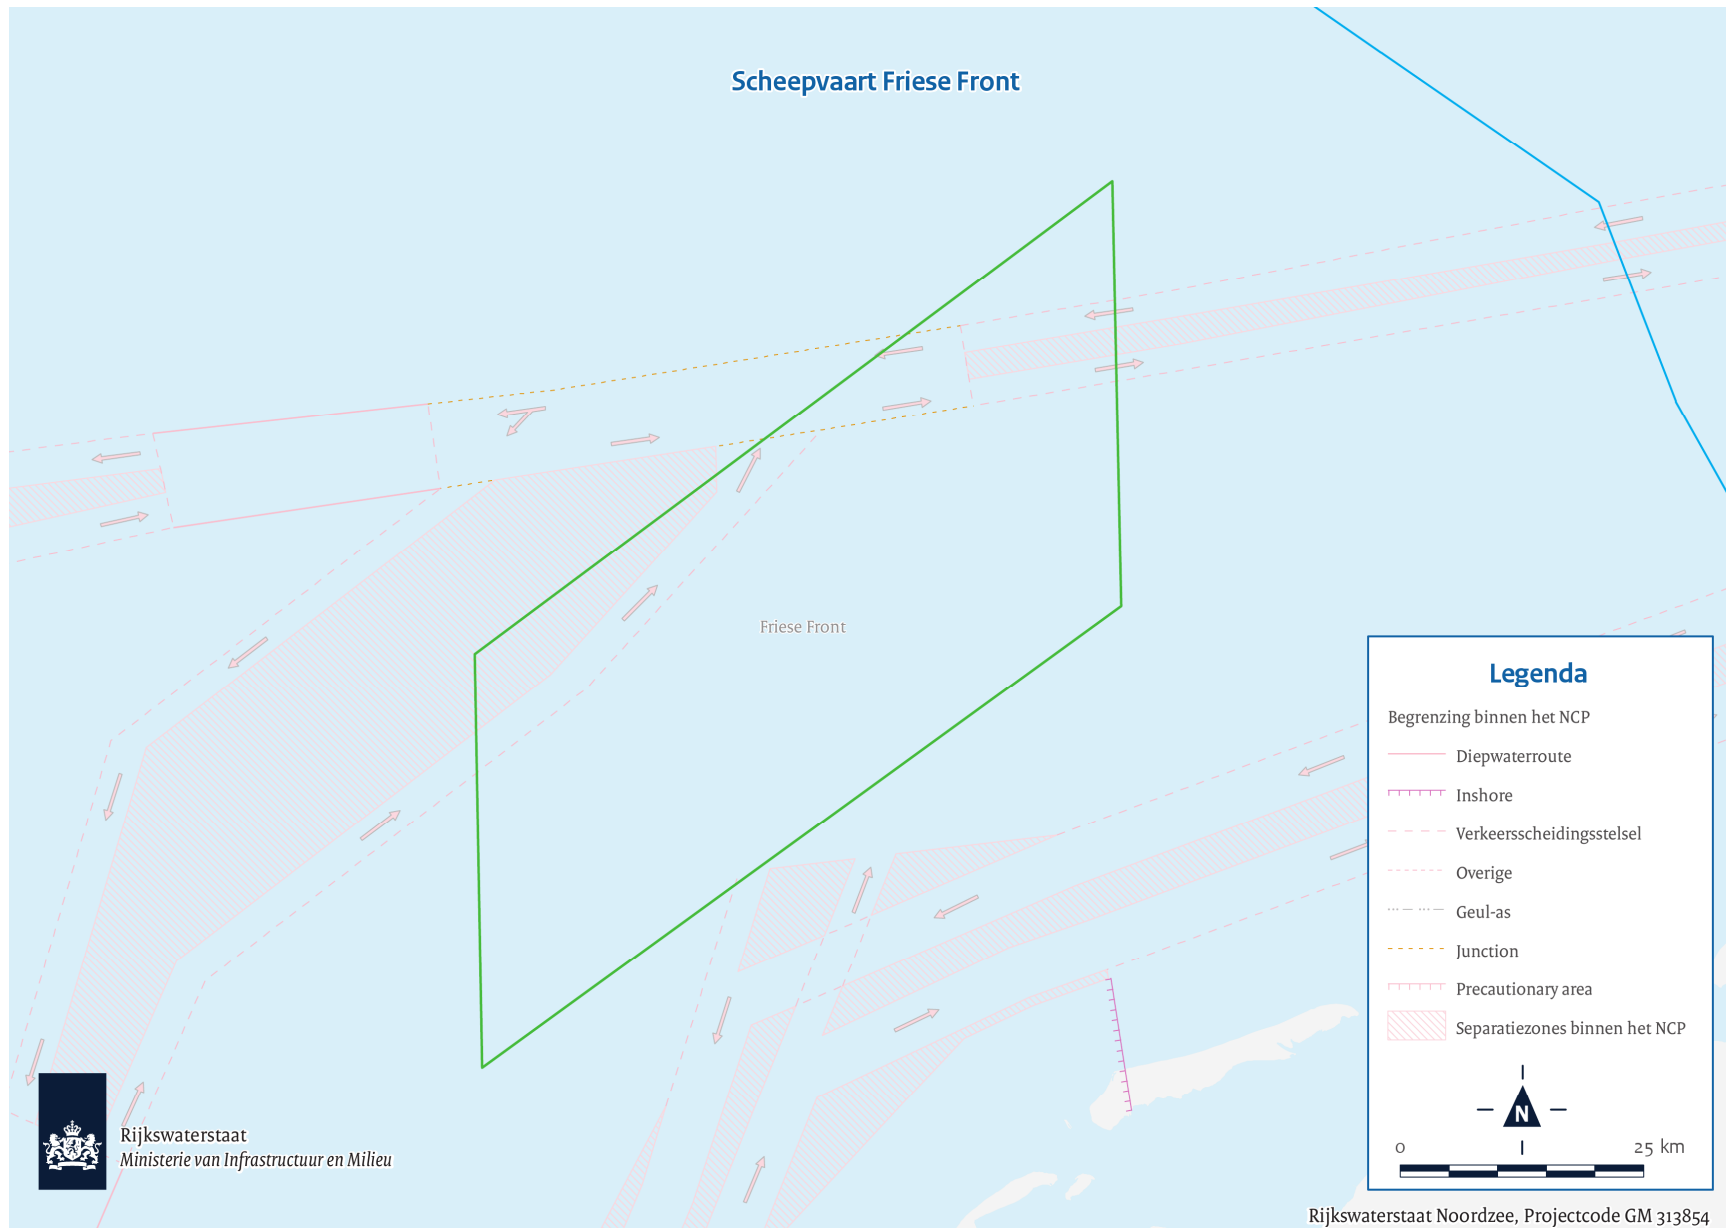 Scheepvaart Friese Front
Friese Front
Legenda
Begrenzing binnen het NCP
Diepwaterroute
Inshore
Verkeersscheidingsstelsel
Overige
Geul-as
Junction
Precautionary area
Separatiezones binnen het NCP
N
0 25 km
Rijkswaterstaat
Ministerie van Infrastructuur en Milieu
Rijkswaterstaat Noordzee, Projectcode GM 313854